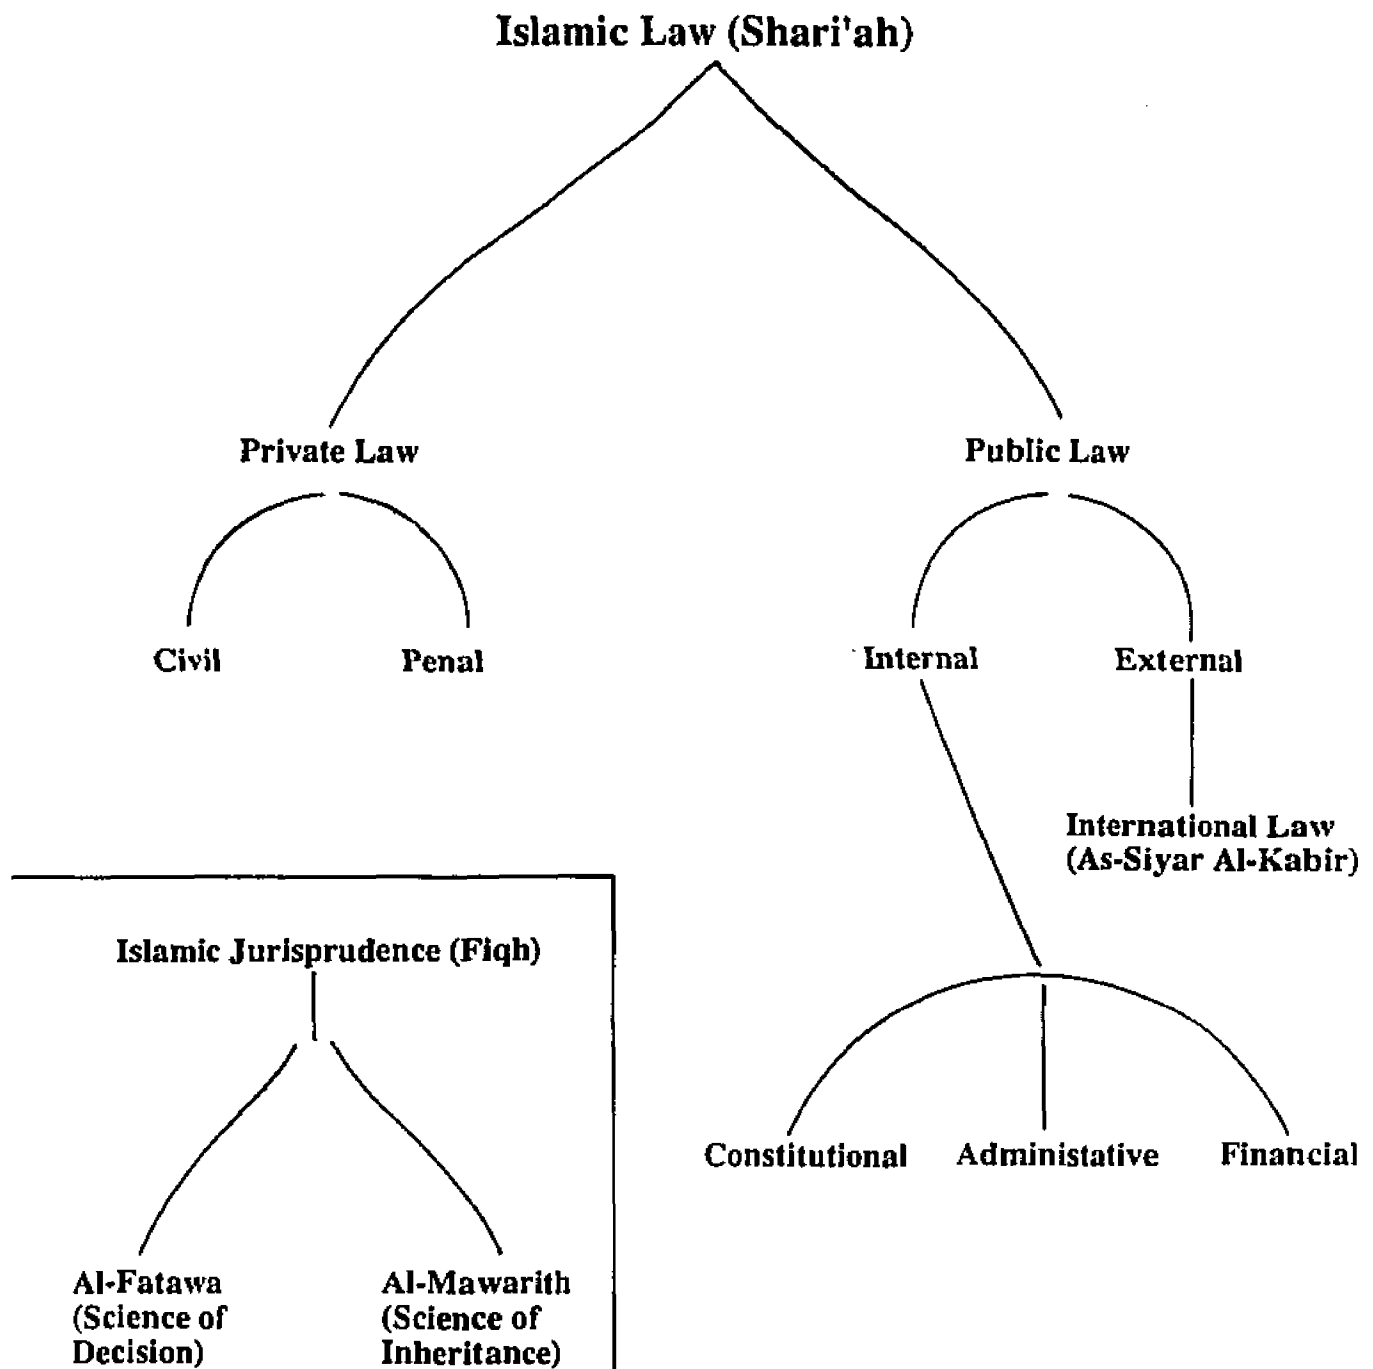 Islamic Law (Shari'ah)
Private Law
Public Law
Civil
Penal
Internal
External
International Law
(As-Siyar Al-Kabir)
Islamic Jurisprudence (Fiqh)
Constitutional
Administative
Financial
Al-Fatawa
(Science of
Decision)
Al-Mawarith
(Science of
Inheritance)